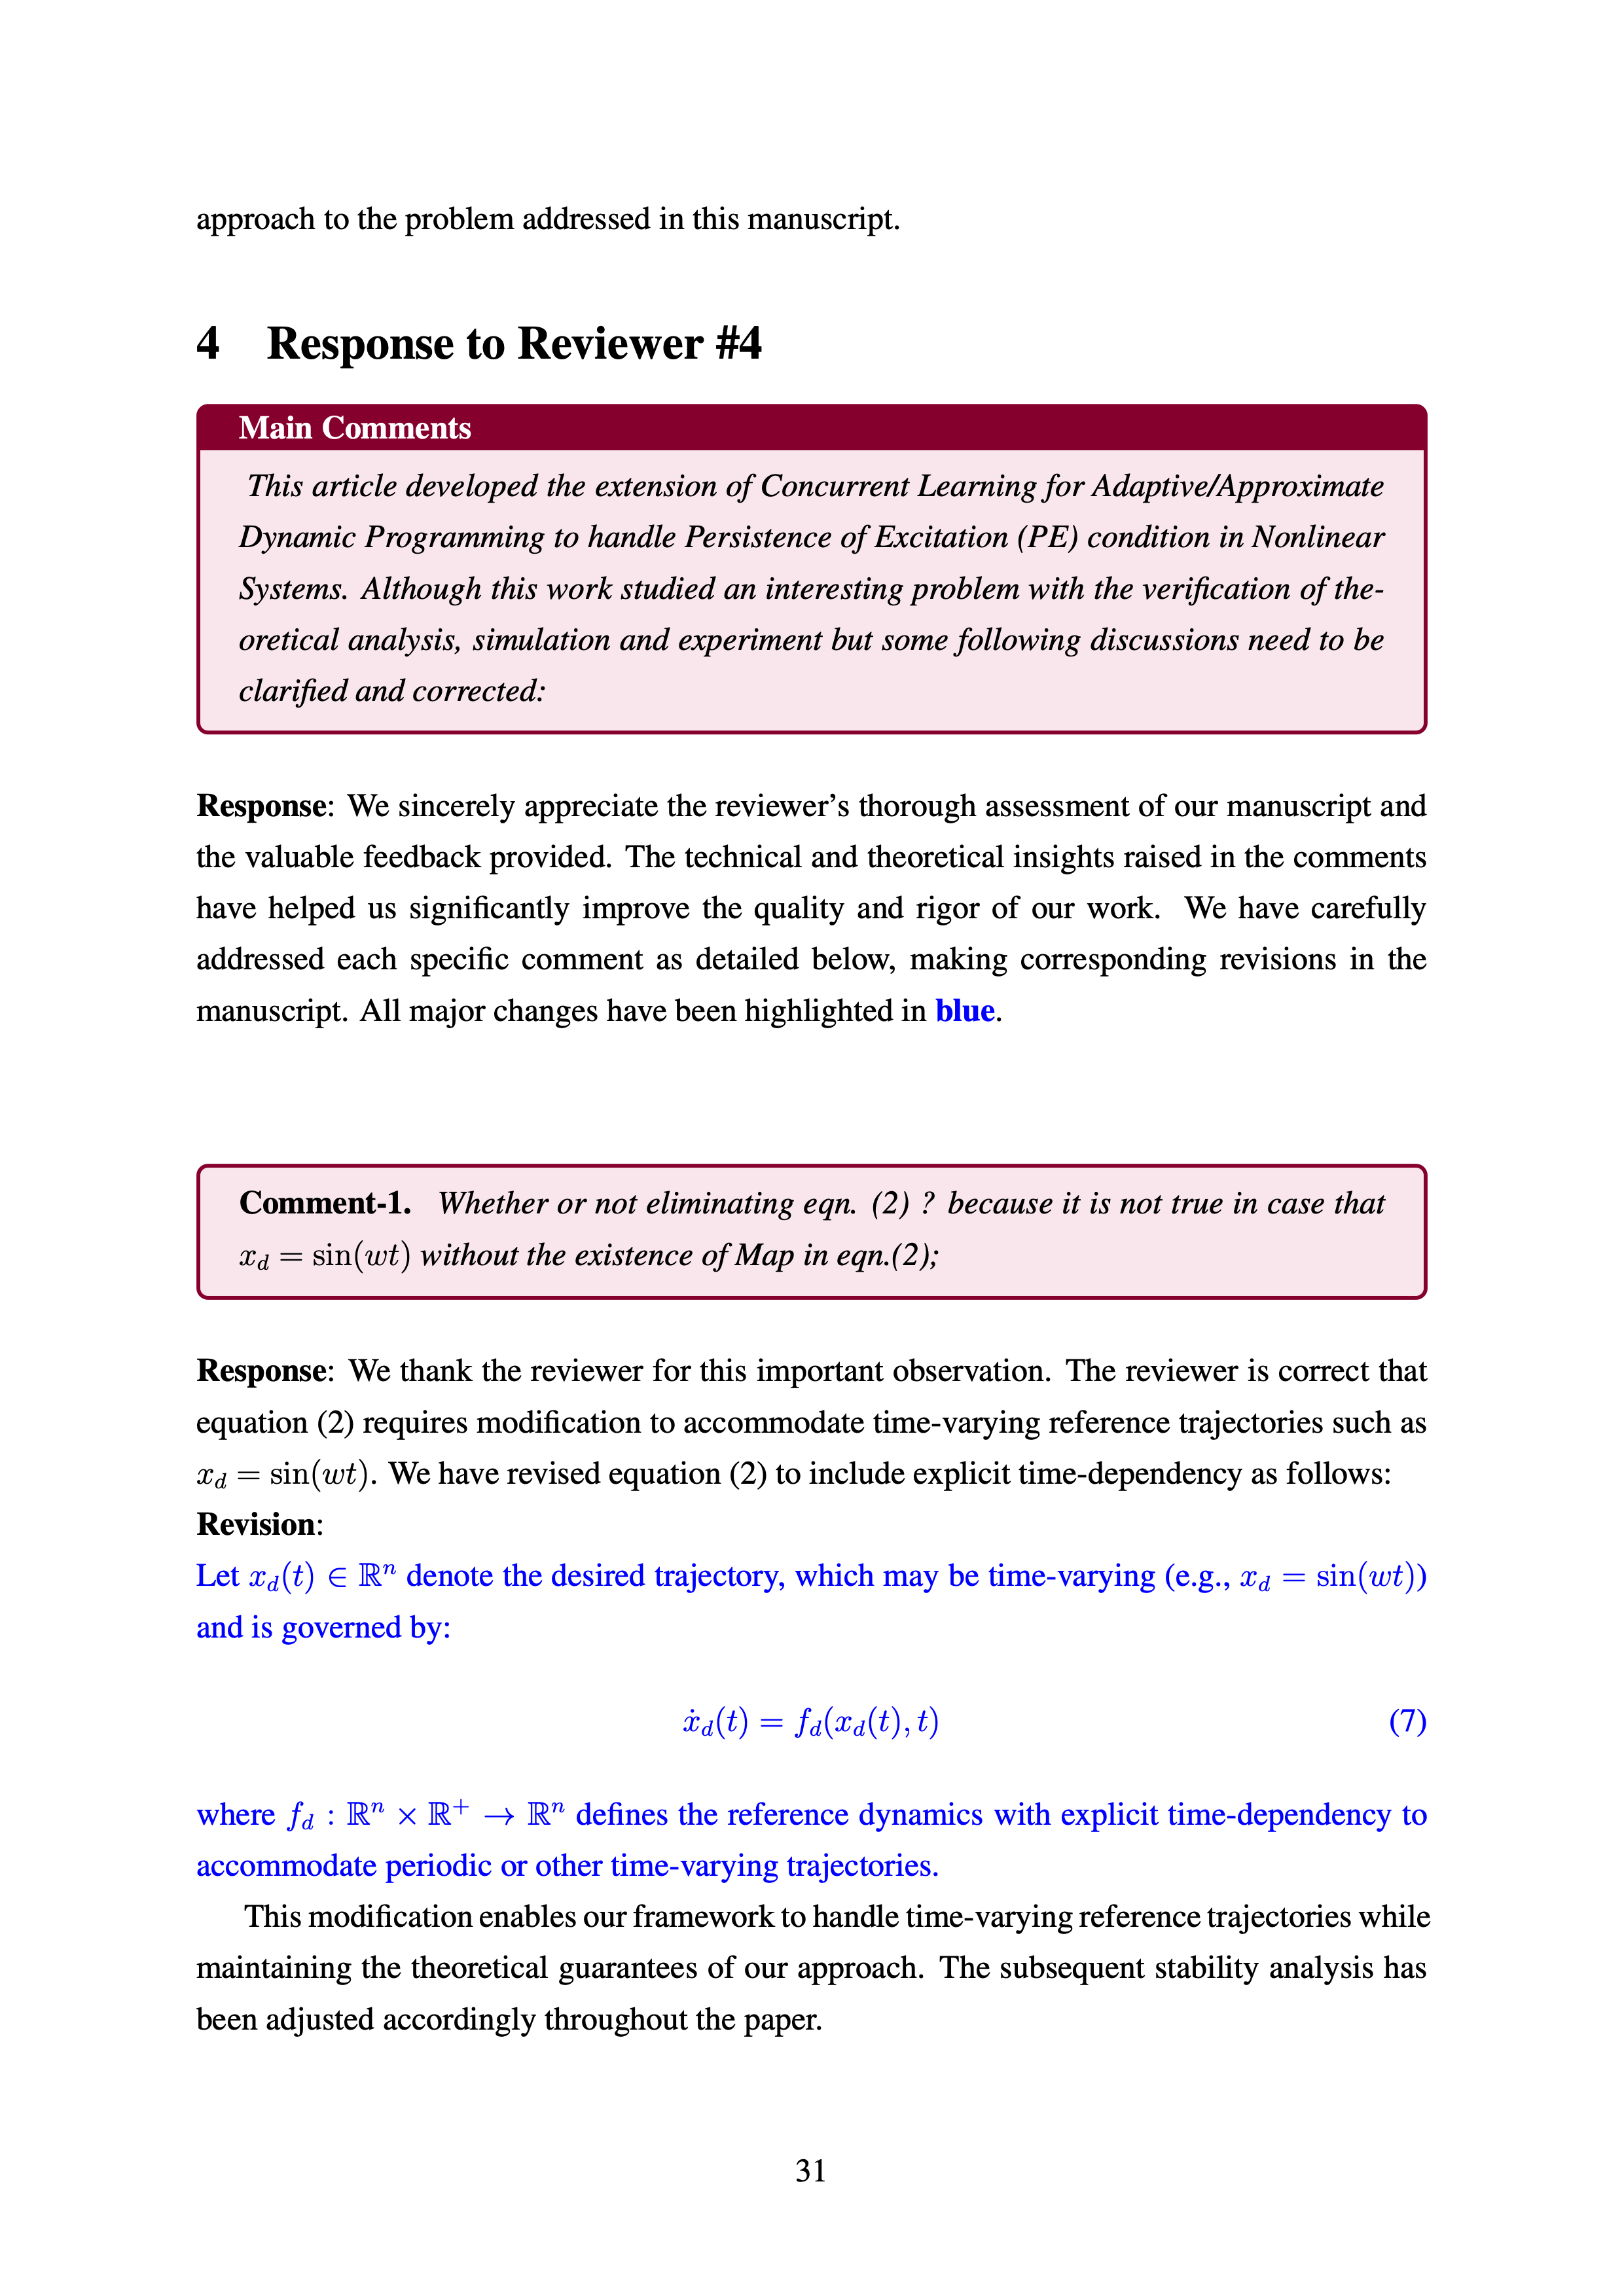 approach to the problem addressed in this manuscript.
4 Response to Reviewer #4
Main Comments
This article developed the extension of Concurrent Learning for Adaptive/Approximate
Dynamic Programming to handle Persistence of Excitation (PE) condition in Nonlinear
Systems. Although this work studied an interesting problem with the verification of the-
oretical analysis, simulation and experiment but some following discussions need to be
clarified and corrected:
Response: We sincerely appreciate the reviewer’s thorough assessment of our manuscript and
the valuable feedback provided. The technical and theoretical insights raised in the comments
have helped us significantly improve the quality and rigor of our work. We have carefully
addressed each specific comment as detailed below, making corresponding revisions in the
manuscript. All major changes have been highlighted in blue.
Comment-1. Whether or not eliminating eqn. (2) ? because it is not true in case that
$x_d = \sin(wt)$ without the existence of Map in eqn.(2);
Response: We thank the reviewer for this important observation. The reviewer is correct that
equation (2) requires modification to accommodate time-varying reference trajectories such as
$x_d = \sin(wt)$. We have revised equation (2) to include explicit time-dependency as follows:
Revision:
Let $x_d(t) \in \mathbb{R}^n$ denote the desired trajectory, which may be time-varying (e.g., $x_d = \sin(wt)$)
and is governed by:
$\dot{x}_d(t) = f_d(x_d(t), t)$ (7)
where $f_d : \mathbb{R}^n \times \mathbb{R}^+ \to \mathbb{R}^n$ defines the reference dynamics with explicit time-dependency to
accommodate periodic or other time-varying trajectories.
This modification enables our framework to handle time-varying reference trajectories while
maintaining the theoretical guarantees of our approach. The subsequent stability analysis has
been adjusted accordingly throughout the paper.
31